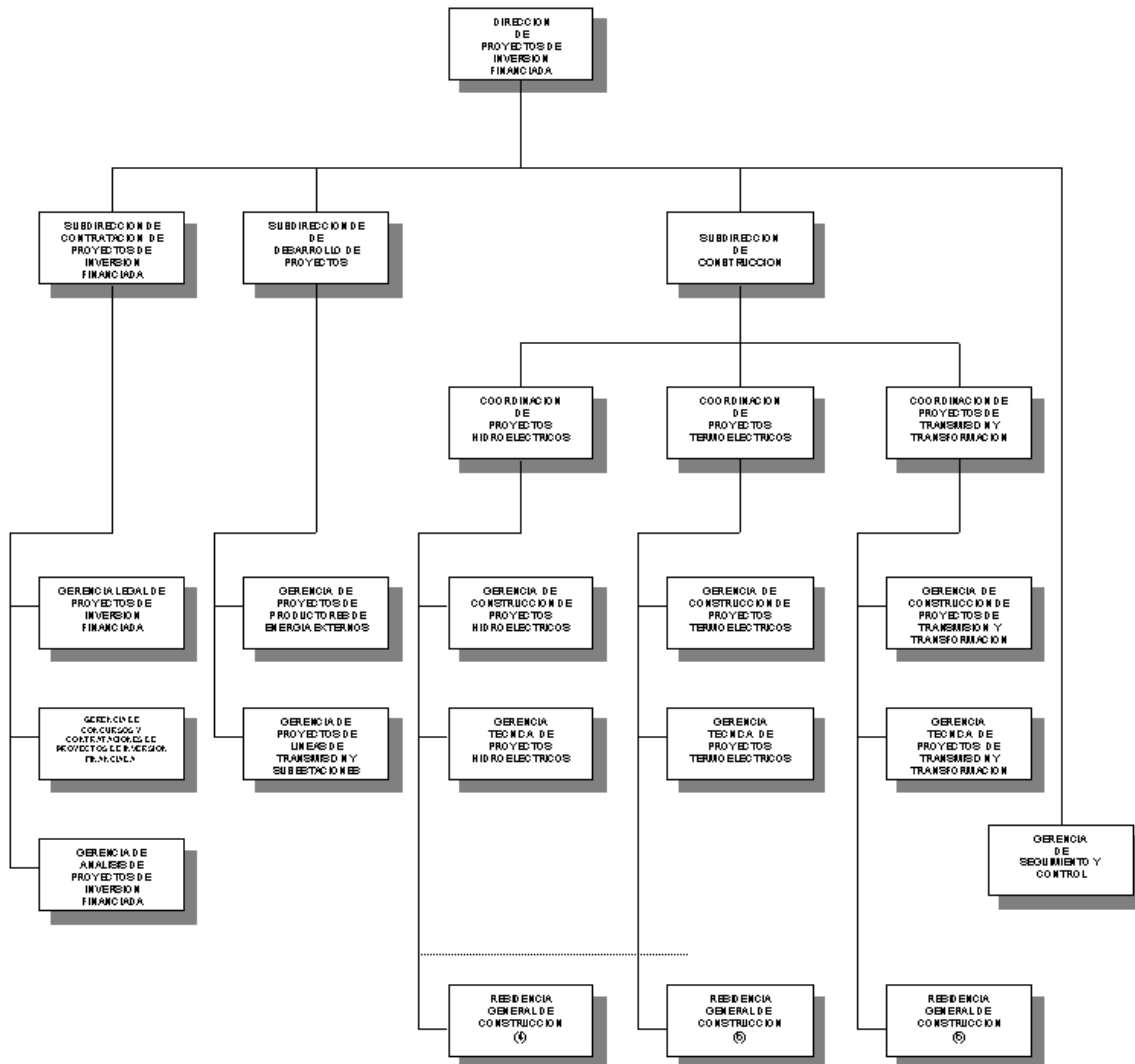 DIRECCION
DE
PROYECTOS DE
INVERSION
FINANCIADA
SUBDIRECCION DE
CONTRATACION DE
PROYECTOS DE
INVERSION
FINANCIADA
SUBDIRECCION DE
DE
DESARROLLO DE
PROYECTOS
SUBDIRECCION
DE
CONSTRUCCION
COORDINACION
DE
PROYECTOS
HIDROELECTRICOS
COORDINACION
DE
PROYECTOS
TERMOELECTRICOS
COORDINACION DE
PROYECTOS DE
TRANSMISION Y
TRANSFORMACION
GERENCIA LEGAL DE
PROYECTOS DE
INVERSION
FINANCIADA
GERENCIA DE
PROYECTOS DE
PRODUCTORES DE
ENERGIA EXTERNOS
GERENCIA DE
CONSTRUCCION DE
PROYECTOS
HIDROELECTRICOS
GERENCIA DE
CONSTRUCCION DE
PROYECTOS
TERMOELECTRICOS
GERENCIA DE
CONSTRUCCION DE
PROYECTOS DE
TRANSMISION Y
TRANSFORMACION
GERENCIA DE
CONCURSOS Y
CONTRATACIONES DE
PROYECTOS DE INVERSION
FINANCIADA
GERENCIA DE
PROYECTOS DE
LINEAS DE
TRANSMISION Y
SUBESTACIONES
GERENCIA
TECNICA DE
PROYECTOS
HIDROELECTRICOS
GERENCIA
TECNICA DE
PROYECTOS
TERMOELECTRICOS
GERENCIA
TECNICA DE
PROYECTOS DE
TRANSMISION Y
TRANSFORMACION
GERENCIA DE
ANALISIS DE
PROYECTOS DE
INVERSION
FINANCIADA
GERENCIA
DE
SEGUIMIENTO Y
CONTROL
RESIDENCIA
GENERAL DE
CONSTRUCCION
(4)
RESIDENCIA
GENERAL DE
CONSTRUCCION
RESIDENCIA
GENERAL DE
CONSTRUCCION